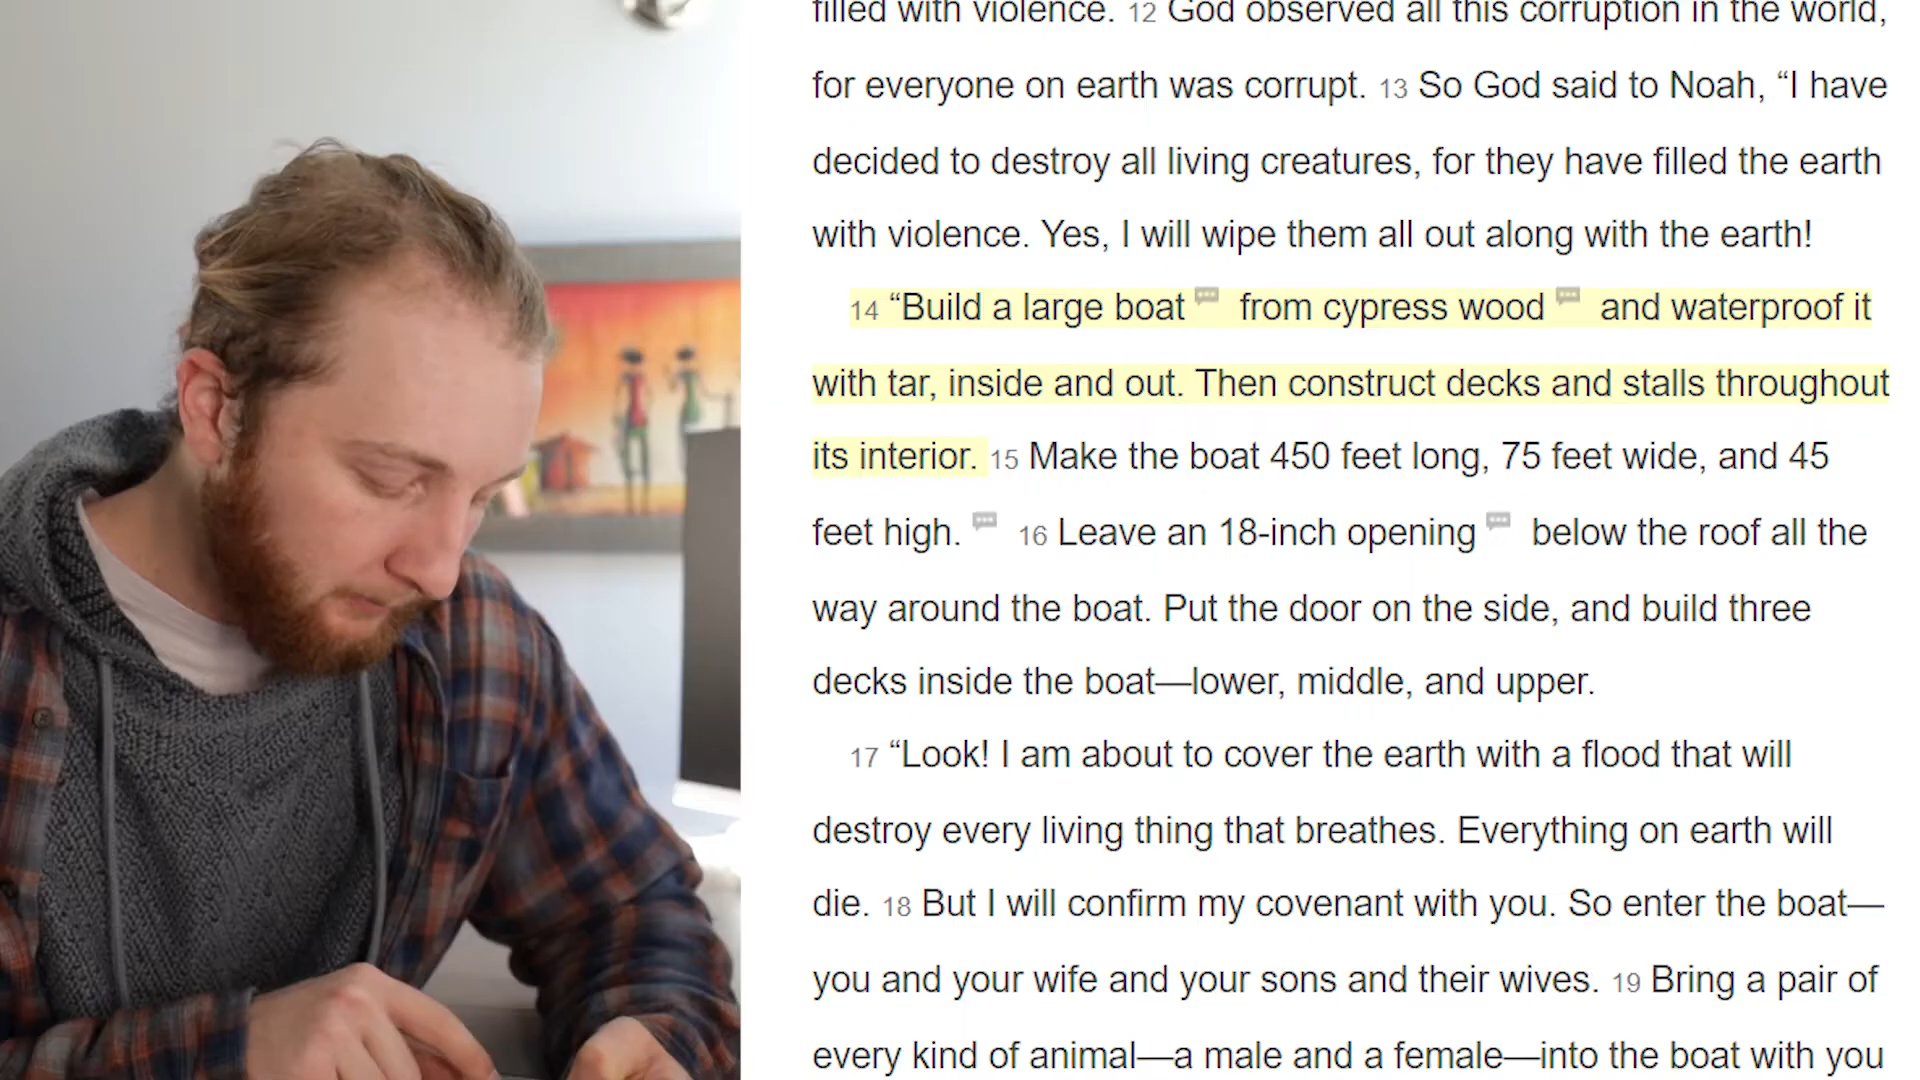 filled with violence. 12 God observed all this corruption in the world,
for everyone on earth was corrupt. 13 So God said to Noah, “I have
decided to destroy all living creatures, for they have filled the earth
with violence. Yes, I will wipe them all out along with the earth!
14 “Build a large boat from cypress wood and waterproof it
with tar, inside and out. Then construct decks and stalls throughout
its interior. 15 Make the boat 450 feet long, 75 feet wide, and 45
feet high. 16 Leave an 18-inch opening below the roof all the
way around the boat. Put the door on the side, and build three
decks inside the boat—lower, middle, and upper.
17 “Look! I am about to cover the earth with a flood that will
destroy every living thing that breathes. Everything on earth will
die. 18 But I will confirm my covenant with you. So enter the boat—
you and your wife and your sons and their wives. 19 Bring a pair of
every kind of animal—a male and a female—into the boat with you